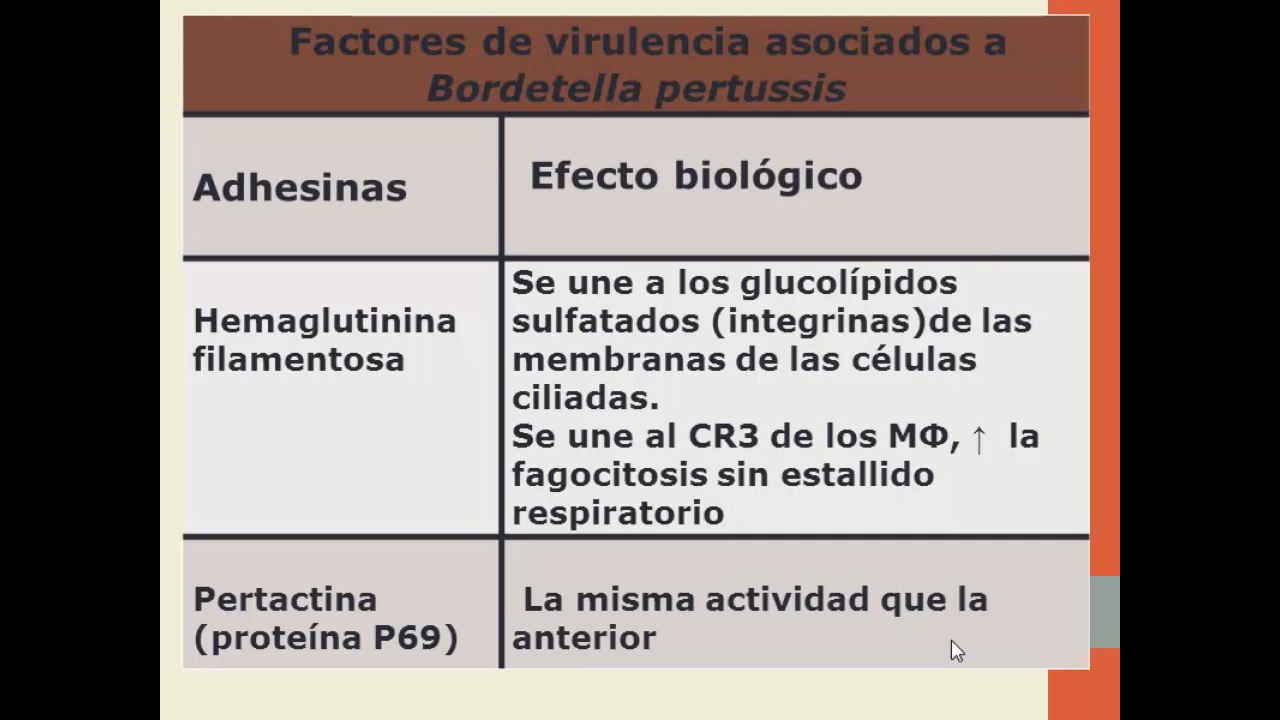 Factores de virulencia asociados a
Bordetella pertussis
Adhesinas
Efecto biológico
Hemaglutinina
filamentosa
Se une a los glucolípidos
sulfatados (integrinas)de las
membranas de las células
ciliadas.
Se une al CR3 de los MΦ, ↑ la
fagocitosis sin estallido
respiratorio
Pertactina
(proteína P69)
La misma actividad que la
anterior